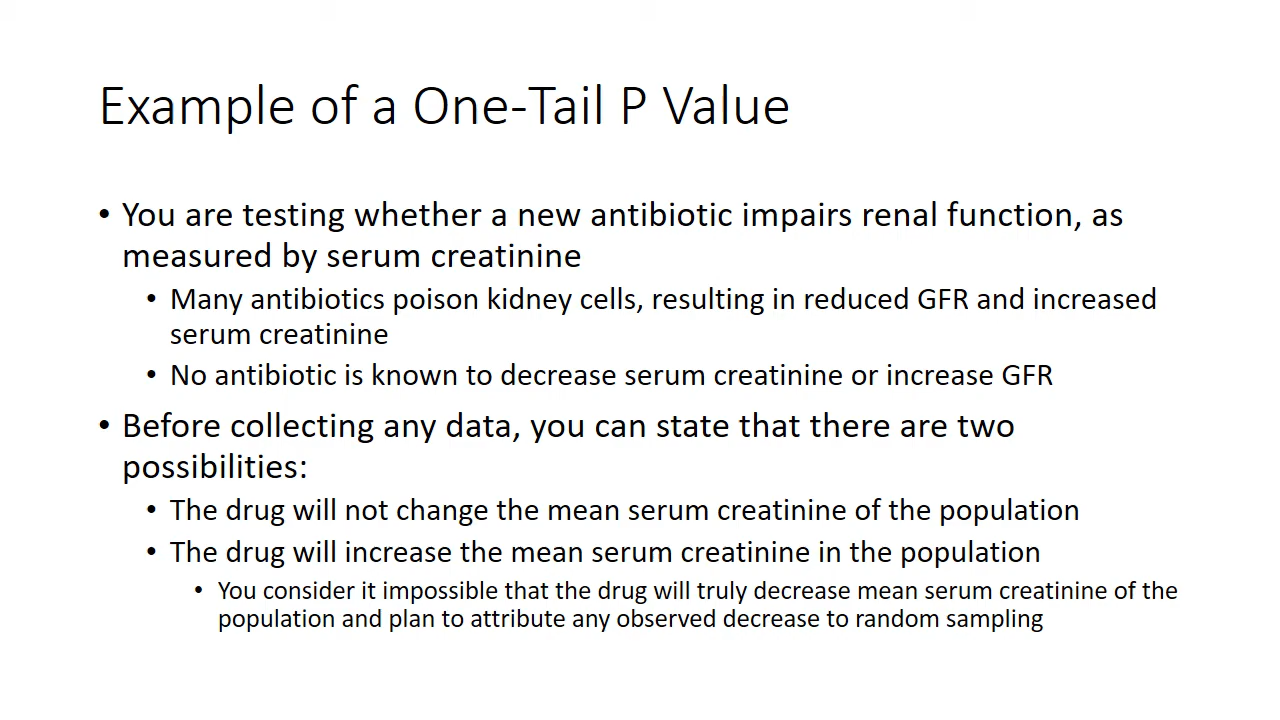 Example of a One-Tail P Value
• You are testing whether a new antibiotic impairs renal function, as
measured by serum creatinine
• Many antibiotics poison kidney cells, resulting in reduced GFR and increased
serum creatinine
• No antibiotic is known to decrease serum creatinine or increase GFR
• Before collecting any data, you can state that there are two
possibilities:
• The drug will not change the mean serum creatinine of the population
• The drug will increase the mean serum creatinine in the population
• You consider it impossible that the drug will truly decrease mean serum creatinine of the
population and plan to attribute any observed decrease to random sampling